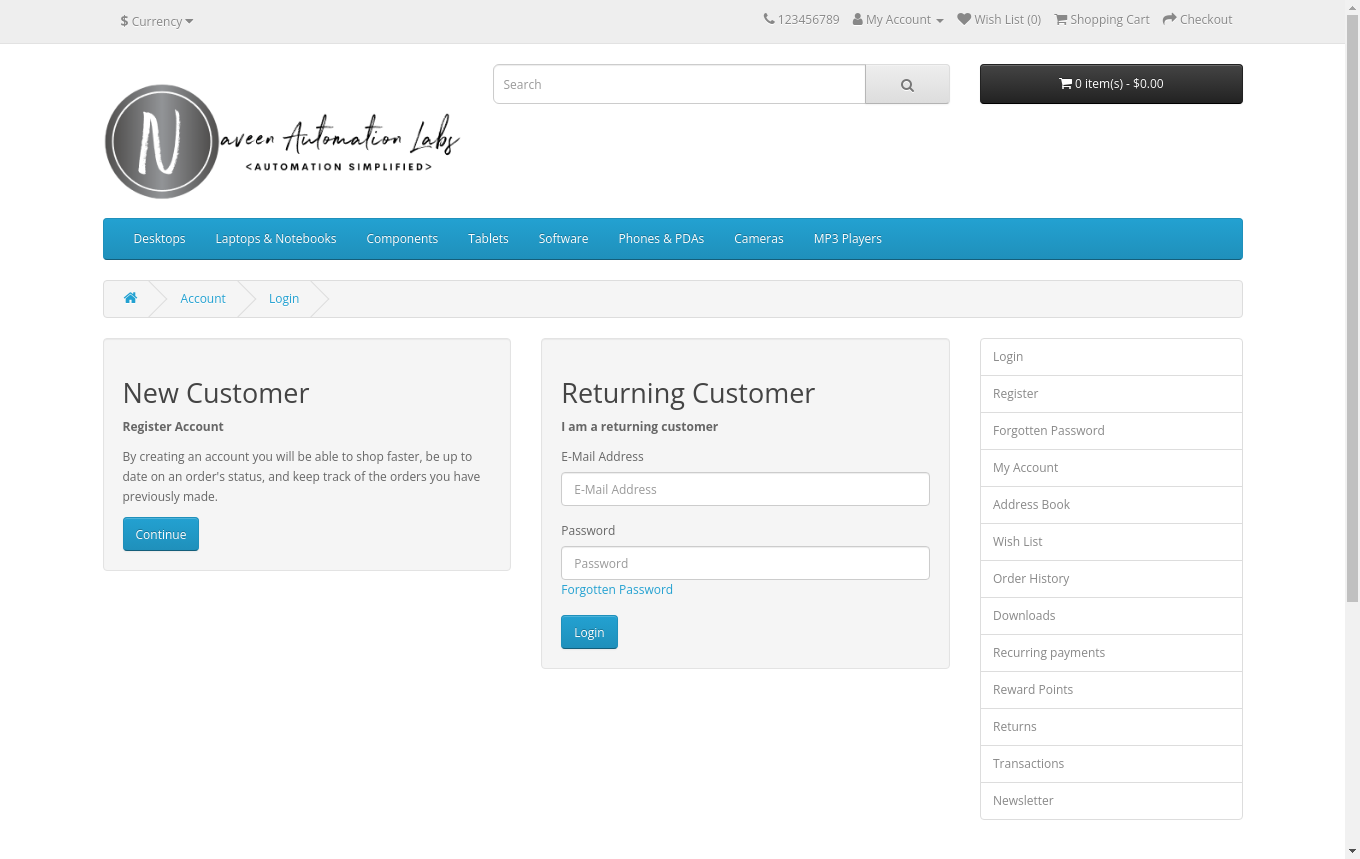 $ Currency
123456789 My Account Wish List (0) Shopping Cart Checkout
Search
0 item(s) - $0.00
Naveen Automation Labs
<AUTOMATION SIMPLIFIED>
Desktops Laptops & Notebooks Components Tablets Software Phones & PDAs Cameras MP3 Players
Account Login
New Customer
Register Account
By creating an account you will be able to shop faster, be up to
date on an order's status, and keep track of the orders you have
previously made.
Continue
Returning Customer
I am a returning customer
E-Mail Address
E-Mail Address
Password
Password
Forgotten Password
Login
Login
Register
Forgotten Password
My Account
Address Book
Wish List
Order History
Downloads
Recurring payments
Reward Points
Returns
Transactions
Newsletter